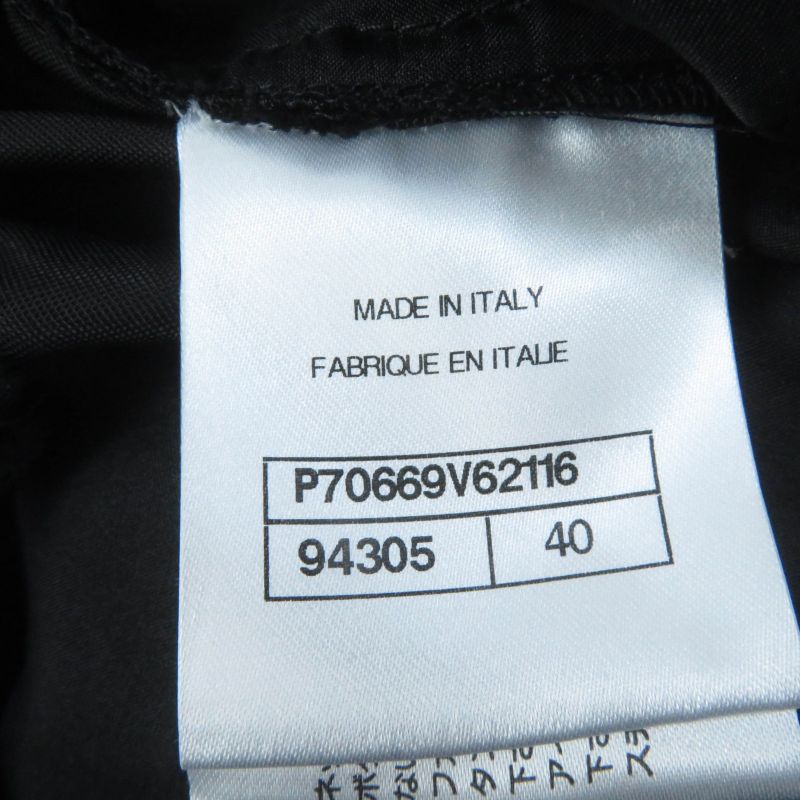 MADE IN ITALY
FABRIQUE EN ITALIE
P70669V62116
94305 40